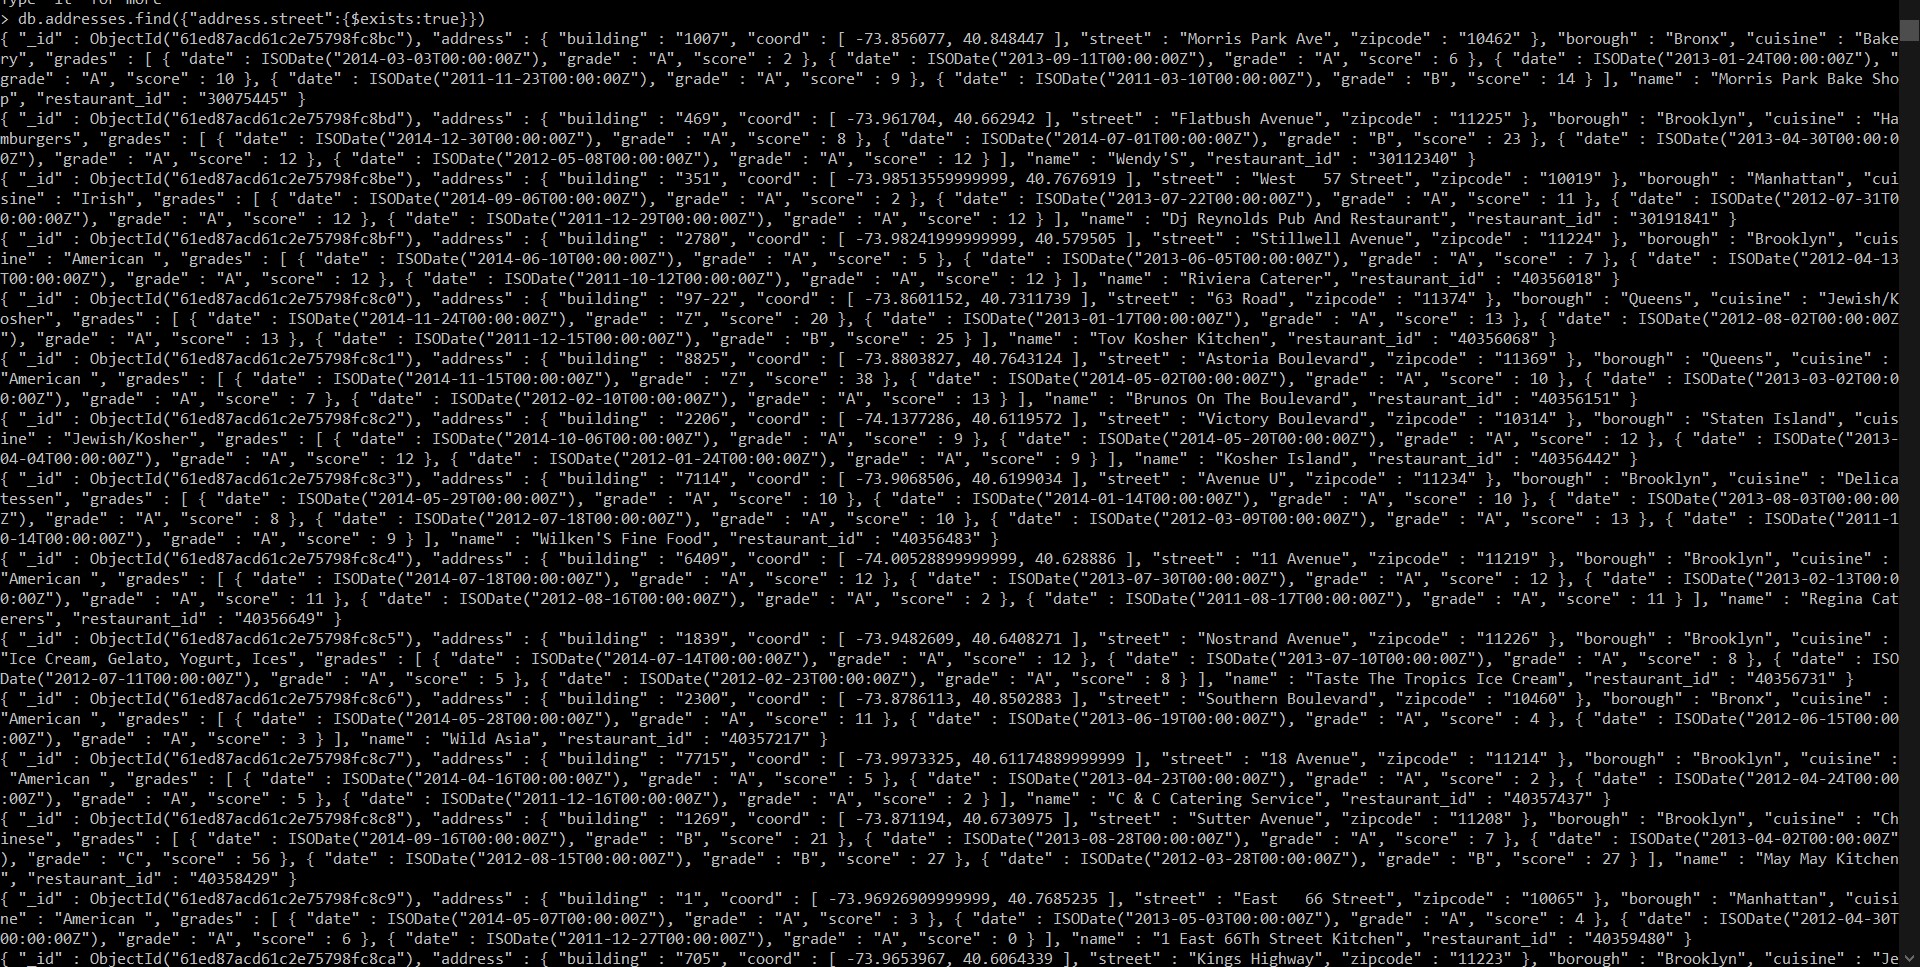 Type "it" for more
> db.addresses.find({"address.street":{$exists:true}})
{ "_id" : ObjectId("61ed87acd61c2e75798fc8bc"), "address" : { "building" : "1007", "coord" : [ -73.856077, 40.848447 ], "street" : "Morris Park Ave", "zipcode" : "10462" }, "borough" : "Bronx", "cuisine" : "Bake
ry", "grades" : [ { "date" : ISODate("2014-03-03T00:00:00Z"), "grade" : "A", "score" : 2 }, { "date" : ISODate("2013-09-11T00:00:00Z"), "grade" : "A", "score" : 6 }, { "date" : ISODate("2013-01-24T00:00:00Z"), "
grade" : "A", "score" : 10 }, { "date" : ISODate("2011-11-23T00:00:00Z"), "grade" : "A", "score" : 9 }, { "date" : ISODate("2011-03-10T00:00:00Z"), "grade" : "B", "score" : 14 } ], "name" : "Morris Park Bake Sho
p", "restaurant_id" : "30075445" }
{ "_id" : ObjectId("61ed87acd61c2e75798fc8bd"), "address" : { "building" : "469", "coord" : [ -73.961704, 40.662942 ], "street" : "Flatbush Avenue", "zipcode" : "11225" }, "borough" : "Brooklyn", "cuisine" : "Ha
mburgers", "grades" : [ { "date" : ISODate("2014-12-30T00:00:00Z"), "grade" : "A", "score" : 8 }, { "date" : ISODate("2014-07-01T00:00:00Z"), "grade" : "B", "score" : 23 }, { "date" : ISODate("2013-04-30T00:00:0
0Z"), "grade" : "A", "score" : 12 }, { "date" : ISODate("2012-05-08T00:00:00Z"), "grade" : "A", "score" : 12 } ], "name" : "Wendy'S", "restaurant_id" : "30112340" }
{ "_id" : ObjectId("61ed87acd61c2e75798fc8be"), "address" : { "building" : "351", "coord" : [ -73.98513559999999, 40.7676919 ], "street" : "West   57 Street", "zipcode" : "10019" }, "borough" : "Manhattan", "cui
sine" : "Irish", "grades" : [ { "date" : ISODate("2014-09-06T00:00:00Z"), "grade" : "A", "score" : 2 }, { "date" : ISODate("2013-07-22T00:00:00Z"), "grade" : "A", "score" : 11 }, { "date" : ISODate("2012-07-31T0
0:00:00Z"), "grade" : "A", "score" : 12 }, { "date" : ISODate("2011-12-29T00:00:00Z"), "grade" : "A", "score" : 12 } ], "name" : "Dj Reynolds Pub And Restaurant", "restaurant_id" : "30191841" }
{ "_id" : ObjectId("61ed87acd61c2e75798fc8bf"), "address" : { "building" : "2780", "coord" : [ -73.98241999999999, 40.579505 ], "street" : "Stillwell Avenue", "zipcode" : "11224" }, "borough" : "Brooklyn", "cuis
ine" : "American ", "grades" : [ { "date" : ISODate("2014-06-10T00:00:00Z"), "grade" : "A", "score" : 5 }, { "date" : ISODate("2013-06-05T00:00:00Z"), "grade" : "A", "score" : 7 }, { "date" : ISODate("2012-04-13
T00:00:00Z"), "grade" : "A", "score" : 12 }, { "date" : ISODate("2011-10-12T00:00:00Z"), "grade" : "A", "score" : 12 } ], "name" : "Riviera Caterer", "restaurant_id" : "40356018" }
{ "_id" : ObjectId("61ed87acd61c2e75798fc8c0"), "address" : { "building" : "97-22", "coord" : [ -73.8601152, 40.7311739 ], "street" : "63 Road", "zipcode" : "11374" }, "borough" : "Queens", "cuisine" : "Jewish/K
osher", "grades" : [ { "date" : ISODate("2014-11-24T00:00:00Z"), "grade" : "Z", "score" : 20 }, { "date" : ISODate("2013-01-17T00:00:00Z"), "grade" : "A", "score" : 13 }, { "date" : ISODate("2012-08-02T00:00:00Z
"), "grade" : "A", "score" : 13 }, { "date" : ISODate("2011-12-15T00:00:00Z"), "grade" : "B", "score" : 25 } ], "name" : "Tov Kosher Kitchen", "restaurant_id" : "40356068" }
{ "_id" : ObjectId("61ed87acd61c2e75798fc8c1"), "address" : { "building" : "8825", "coord" : [ -73.8803827, 40.7643124 ], "street" : "Astoria Boulevard", "zipcode" : "11369" }, "borough" : "Queens", "cuisine" :
"American ", "grades" : [ { "date" : ISODate("2014-11-15T00:00:00Z"), "grade" : "Z", "score" : 38 }, { "date" : ISODate("2014-05-02T00:00:00Z"), "grade" : "A", "score" : 10 }, { "date" : ISODate("2013-03-02T00:0
0:00Z"), "grade" : "A", "score" : 7 }, { "date" : ISODate("2012-02-10T00:00:00Z"), "grade" : "A", "score" : 13 } ], "name" : "Brunos On The Boulevard", "restaurant_id" : "40356151" }
{ "_id" : ObjectId("61ed87acd61c2e75798fc8c2"), "address" : { "building" : "2206", "coord" : [ -74.1377286, 40.6119572 ], "street" : "Victory Boulevard", "zipcode" : "10314" }, "borough" : "Staten Island", "cuis
ine" : "Jewish/Kosher", "grades" : [ { "date" : ISODate("2014-10-06T00:00:00Z"), "grade" : "A", "score" : 9 }, { "date" : ISODate("2014-05-20T00:00:00Z"), "grade" : "A", "score" : 12 }, { "date" : ISODate("2013-
04-04T00:00:00Z"), "grade" : "A", "score" : 12 }, { "date" : ISODate("2012-01-24T00:00:00Z"), "grade" : "A", "score" : 9 } ], "name" : "Kosher Island", "restaurant_id" : "40356442" }
{ "_id" : ObjectId("61ed87acd61c2e75798fc8c3"), "address" : { "building" : "7114", "coord" : [ -73.9068506, 40.6199034 ], "street" : "Avenue U", "zipcode" : "11234" }, "borough" : "Brooklyn", "cuisine" : "Delica
tessen", "grades" : [ { "date" : ISODate("2014-05-29T00:00:00Z"), "grade" : "A", "score" : 10 }, { "date" : ISODate("2014-01-14T00:00:00Z"), "grade" : "A", "score" : 10 }, { "date" : ISODate("2013-08-03T00:00:00
Z"), "grade" : "A", "score" : 8 }, { "date" : ISODate("2012-07-18T00:00:00Z"), "grade" : "A", "score" : 10 }, { "date" : ISODate("2012-03-09T00:00:00Z"), "grade" : "A", "score" : 13 }, { "date" : ISODate("2011-1
0-14T00:00:00Z"), "grade" : "A", "score" : 9 } ], "name" : "Wilken'S Fine Food", "restaurant_id" : "40356483" }
{ "_id" : ObjectId("61ed87acd61c2e75798fc8c4"), "address" : { "building" : "6409", "coord" : [ -74.00528899999999, 40.628886 ], "street" : "11 Avenue", "zipcode" : "11219" }, "borough" : "Brooklyn", "cuisine" :
"American ", "grades" : [ { "date" : ISODate("2014-07-18T00:00:00Z"), "grade" : "A", "score" : 12 }, { "date" : ISODate("2013-07-30T00:00:00Z"), "grade" : "A", "score" : 12 }, { "date" : ISODate("2013-02-13T00:0
0:00Z"), "grade" : "A", "score" : 11 }, { "date" : ISODate("2012-08-16T00:00:00Z"), "grade" : "A", "score" : 2 }, { "date" : ISODate("2011-08-17T00:00:00Z"), "grade" : "A", "score" : 11 } ], "name" : "Regina Cat
erers", "restaurant_id" : "40356649" }
{ "_id" : ObjectId("61ed87acd61c2e75798fc8c5"), "address" : { "building" : "1839", "coord" : [ -73.9482609, 40.6408271 ], "street" : "Nostrand Avenue", "zipcode" : "11226" }, "borough" : "Brooklyn", "cuisine" :
"Ice Cream, Gelato, Yogurt, Ices", "grades" : [ { "date" : ISODate("2014-07-14T00:00:00Z"), "grade" : "A", "score" : 12 }, { "date" : ISODate("2013-07-10T00:00:00Z"), "grade" : "A", "score" : 8 }, { "date" : ISO
Date("2012-07-11T00:00:00Z"), "grade" : "A", "score" : 5 }, { "date" : ISODate("2012-02-23T00:00:00Z"), "grade" : "A", "score" : 8 } ], "name" : "Taste The Tropics Ice Cream", "restaurant_id" : "40356731" }
{ "_id" : ObjectId("61ed87acd61c2e75798fc8c6"), "address" : { "building" : "2300", "coord" : [ -73.8786113, 40.8502883 ], "street" : "Southern Boulevard", "zipcode" : "10460" }, "borough" : "Bronx", "cuisine" :
"American ", "grades" : [ { "date" : ISODate("2014-05-28T00:00:00Z"), "grade" : "A", "score" : 11 }, { "date" : ISODate("2013-06-19T00:00:00Z"), "grade" : "A", "score" : 4 }, { "date" : ISODate("2012-06-15T00:00
:00Z"), "grade" : "A", "score" : 3 } ], "name" : "Wild Asia", "restaurant_id" : "40357217" }
{ "_id" : ObjectId("61ed87acd61c2e75798fc8c7"), "address" : { "building" : "7715", "coord" : [ -73.9973325, 40.61174889999999 ], "street" : "18 Avenue", "zipcode" : "11214" }, "borough" : "Brooklyn", "cuisine" :
 "American ", "grades" : [ { "date" : ISODate("2014-04-16T00:00:00Z"), "grade" : "A", "score" : 5 }, { "date" : ISODate("2013-04-23T00:00:00Z"), "grade" : "A", "score" : 2 }, { "date" : ISODate("2012-04-24T00:00
:00Z"), "grade" : "A", "score" : 5 }, { "date" : ISODate("2011-12-16T00:00:00Z"), "grade" : "A", "score" : 2 } ], "name" : "C & C Catering Service", "restaurant_id" : "40357437" }
{ "_id" : ObjectId("61ed87acd61c2e75798fc8c8"), "address" : { "building" : "1269", "coord" : [ -73.871194, 40.6730975 ], "street" : "Sutter Avenue", "zipcode" : "11208" }, "borough" : "Brooklyn", "cuisine" : "Ch
inese", "grades" : [ { "date" : ISODate("2014-09-16T00:00:00Z"), "grade" : "B", "score" : 21 }, { "date" : ISODate("2013-08-28T00:00:00Z"), "grade" : "A", "score" : 7 }, { "date" : ISODate("2013-04-02T00:00:00Z"
), "grade" : "C", "score" : 56 }, { "date" : ISODate("2012-08-15T00:00:00Z"), "grade" : "B", "score" : 27 }, { "date" : ISODate("2012-03-28T00:00:00Z"), "grade" : "B", "score" : 27 } ], "name" : "May May Kitchen
", "restaurant_id" : "40358429" }
{ "_id" : ObjectId("61ed87acd61c2e75798fc8c9"), "address" : { "building" : "1", "coord" : [ -73.96926909999999, 40.7685235 ], "street" : "East   66 Street", "zipcode" : "10065" }, "borough" : "Manhattan", "cuisi
ne" : "American ", "grades" : [ { "date" : ISODate("2014-05-07T00:00:00Z"), "grade" : "A", "score" : 3 }, { "date" : ISODate("2013-05-03T00:00:00Z"), "grade" : "A", "score" : 4 }, { "date" : ISODate("2012-04-30T
00:00:00Z"), "grade" : "A", "score" : 6 }, { "date" : ISODate("2011-12-27T00:00:00Z"), "grade" : "A", "score" : 0 } ], "name" : "1 East 66Th Street Kitchen", "restaurant_id" : "40359480" }
{ "_id" : ObjectId("61ed87acd61c2e75798fc8ca"), "address" : { "building" : "705", "coord" : [ -73.9653967, 40.6064339 ], "street" : "Kings Highway", "zipcode" : "11223" }, "borough" : "Brooklyn", "cuisine" : "Je